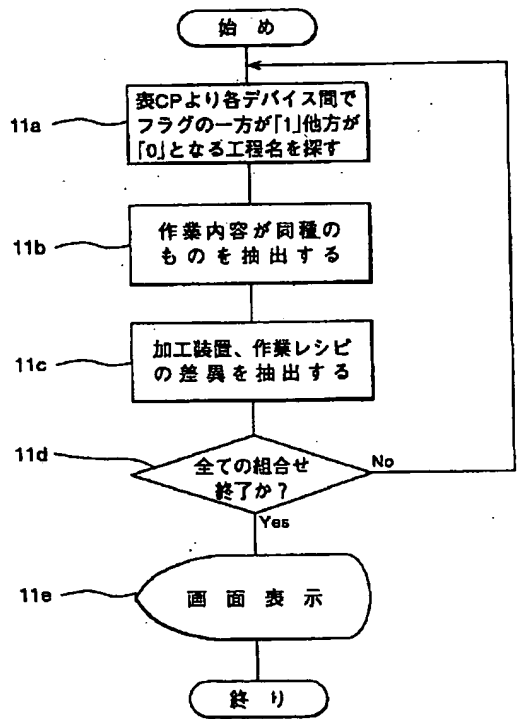 始め
11a
表CPより各デバイス間で
フラグの一方が「1」他方が
「0」となる工程名を探す
11b
作業内容が同種の
ものを抽出する
11c
加工装置、作業レシピ
の差異を抽出する
11d
全ての組合せ
終了か?
No
Yes
11e
画面表示
終り